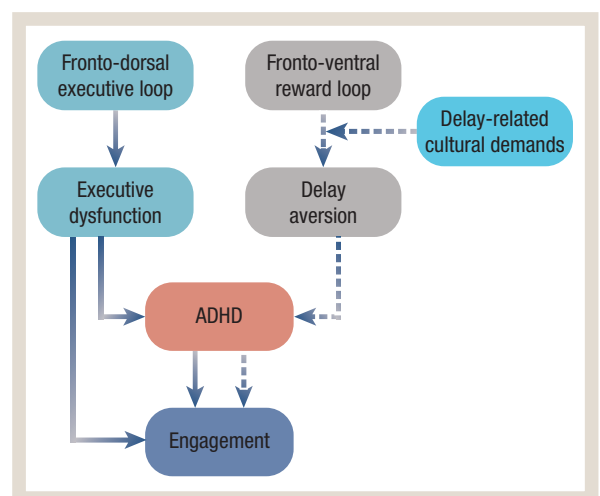 Fronto-dorsal
executive loop
Fronto-ventral
reward loop
Delay-related
cultural demands
Executive
dysfunction
Delay
aversion
ADHD
Engagement